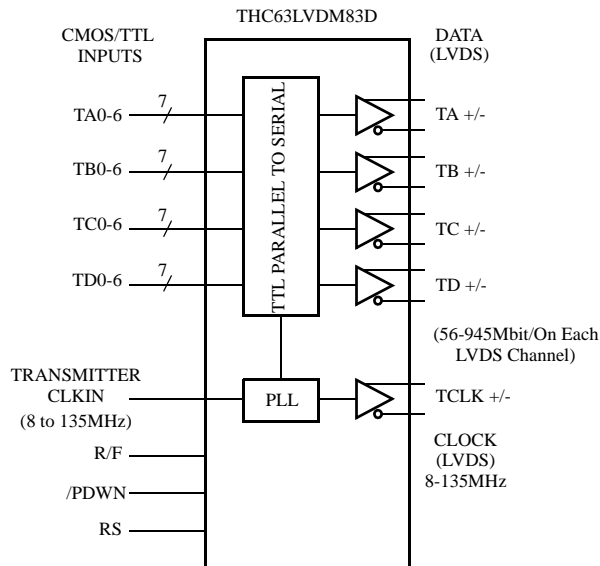 THC63LVDM83D
CMOS/TTL
INPUTS
DATA
(LVDS)
TTL PARALLEL TO SERIAL
TA0-6
7
TA +/-
TB0-6
7
TB +/-
TC0-6
7
TC +/-
TD0-6
7
TD +/-
(56-945Mbit/On Each
LVDS Channel)
TRANSMITTER
CLKIN
(8 to 135MHz)
PLL
TCLK +/-
CLOCK
(LVDS)
8-135MHz
R/F
/PDWN
RS